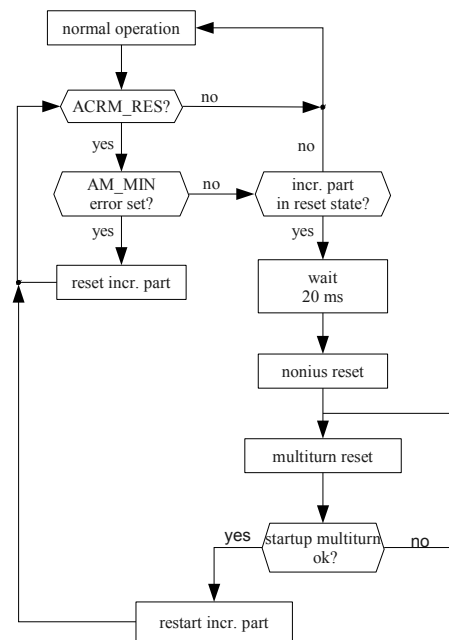 normal operation
ACRM_RES?
no
yes
no
AM_MIN
error set?
no
incr. part
in reset state?
yes
yes
reset incr. part
wait
20 ms
nonius reset
multiturn reset
yes
startup multiturn
ok?
no
restart incr. part